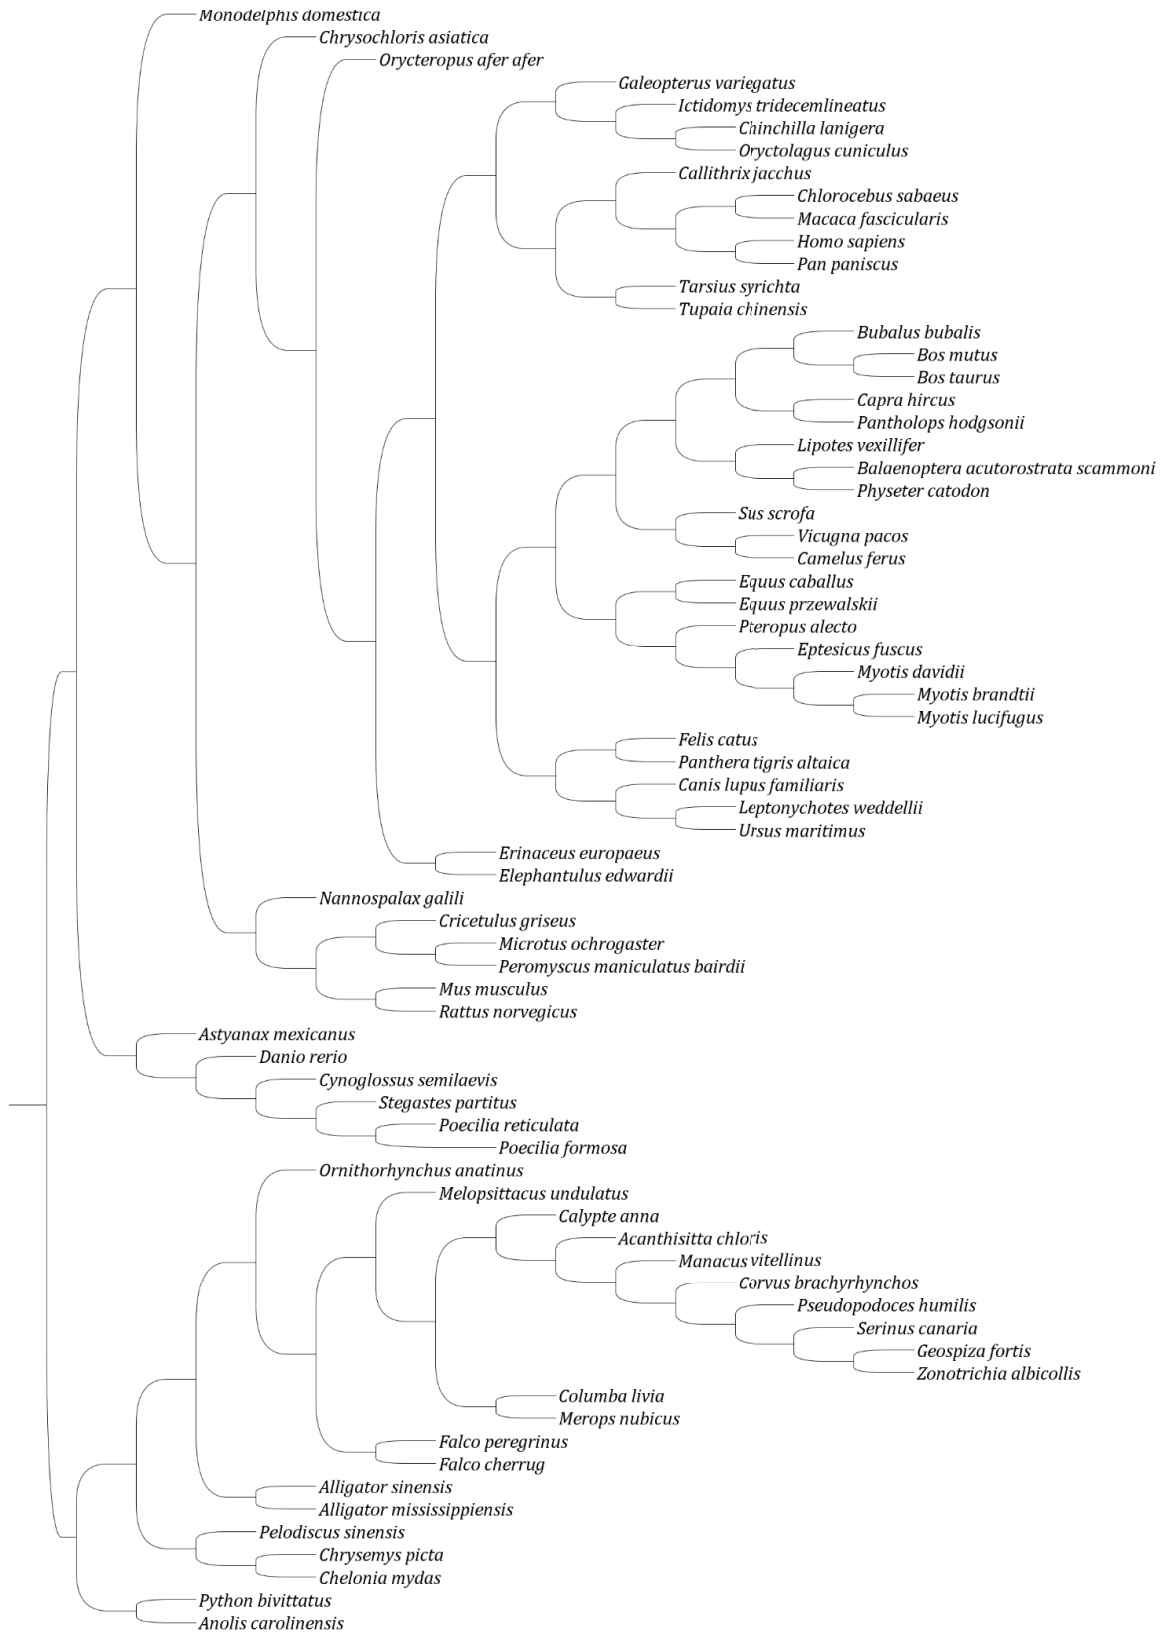 Monodelphis domestica
Chrysochloris asiatica
Orycteropus afer afer
Galeopterus variegatus
Ictidomys tridecemlineatus
Chinchilla lanigera
Oryctolagus cuniculus
Callithrix jacchus
Chlorocebus sabaeus
Macaca fascicularis
Homo sapiens
Pan paniscus
Tarsius syrichta
Tupaia chinensis
Bubalus bubalis
Bos mutus
Bos taurus
Capra hircus
Pantholops hodgsonii
Lipotes vexillifer
Balaenoptera acutorostrata scammoni
Physeter catodon
Sus scrofa
Vicugna pacos
Camelus ferus
Equus caballus
Equus przewalskii
Pteropus alecto
Eptesicus fuscus
Myotis davidii
Myotis brandtii
Myotis lucifugus
Felis catus
Panthera tigris altaica
Canis lupus familiaris
Leptonychotes weddellii
Ursus maritimus
Erinaceus europaeus
Elephantulus edwardii
Nannospalax galili
Cricetulus griseus
Microtus ochrogaster
Peromyscus maniculatus bairdii
Mus musculus
Rattus norvegicus
Astyanax mexicanus
Danio rerio
Cynoglossus semilaevis
Stegastes partitus
Poecilia reticulata
Poecilia formosa
Ornithorhynchus anatinus
Melopsittacus undulatus
Calypte anna
Acanthisitta chloris
Manacus vitellinus
Corvus brachyrhynchos
Pseudopodoces humilis
Serinus canaria
Geospiza fortis
Zonotrichia albicollis
Columba livia
Merops nubicus
Falco peregrinus
Falco cherrug
Alligator sinensis
Alligator mississippiensis
Pelodiscus sinensis
Chrysemys picta
Chelonia mydas
Python bivittatus
Anolis carolinensis